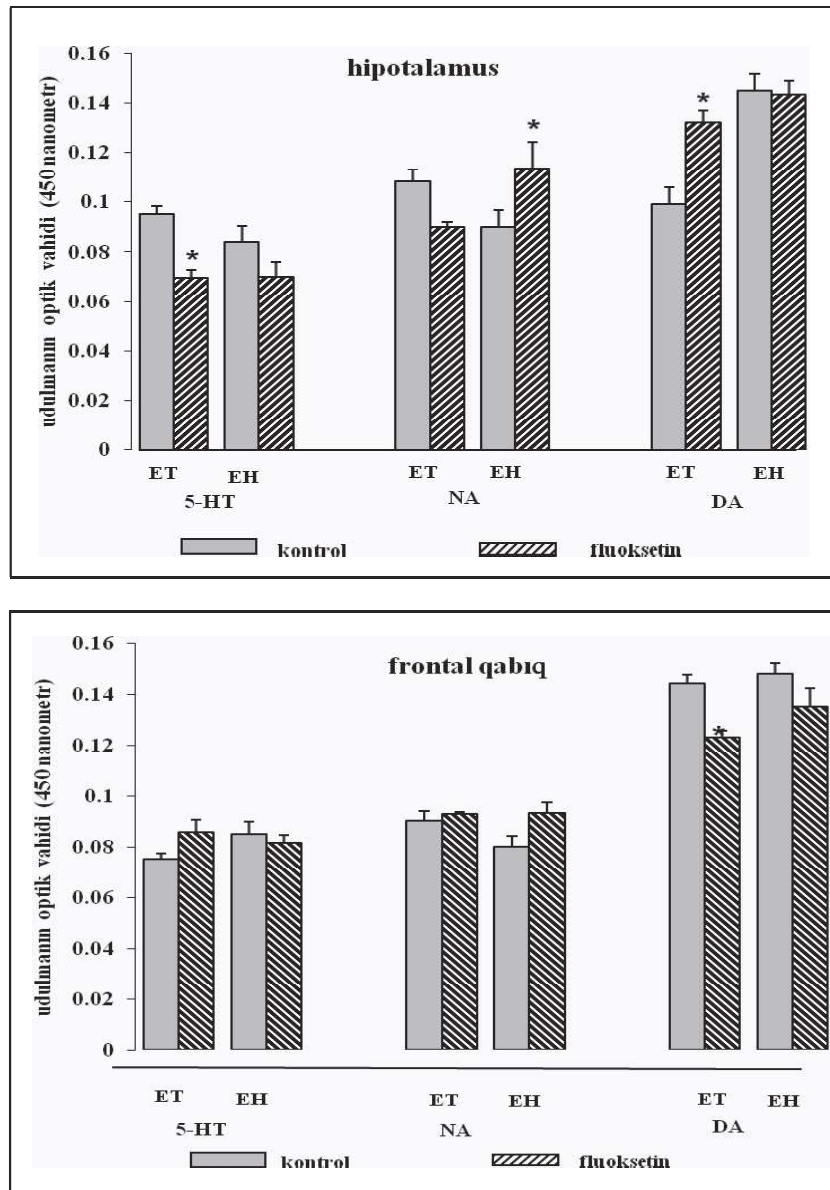 hipotalamus
udulmanın optik vahidi (450 nanometr)
0.16
0.14
0.12
0.1
0.08
0.06
0.04
0.02
0
*
*
*
ET EH ET EH ET EH
5-HT NA DA
kontrol fluoksetin
frontal qabıq
udulmanın optik vahidi (450 nanometr)
0.16
0.14
0.12
0.1
0.08
0.06
0.04
0.02
0
*
ET EH ET EH ET EH
5-HT NA DA
kontrol fluoksetin